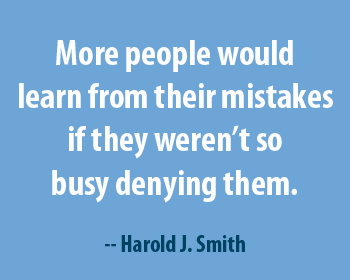 More people would
learn from their mistakes
if they weren't so
busy denying them.
-- Harold J. Smith